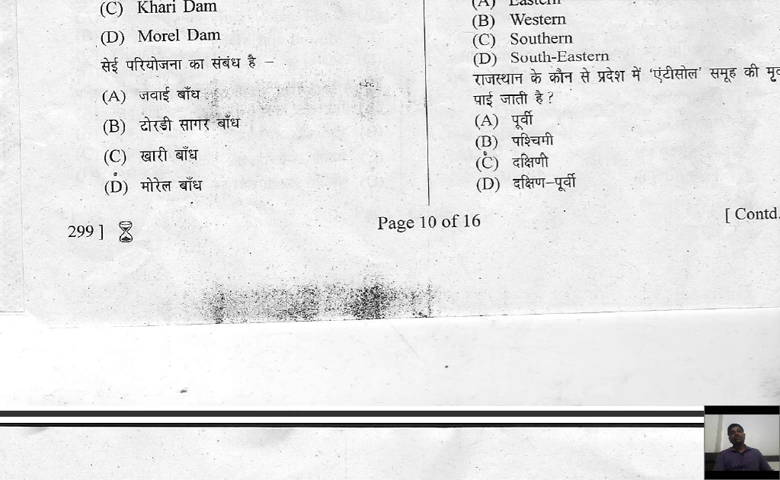 (C) Khari Dam
(D) Morel Dam
सेई परियोजना का संबंध है –
(A) जवाई बाँध
(B) टोरडी सागर बाँध
(C) खारी बाँध
(D) मोरेल बाँध
(A) Eastern
(B) Western
(C) Southern
(D) South-Eastern
राजस्थान के कौन से प्रदेश में 'एंटीसोल' समूह की
पाई जाती है ?
(A) पूर्वी
(B) पश्चिमी
(C) दक्षिणी
(D) दक्षिण–पूर्वी
299 ]
Page 10 of 16
[ Contd.